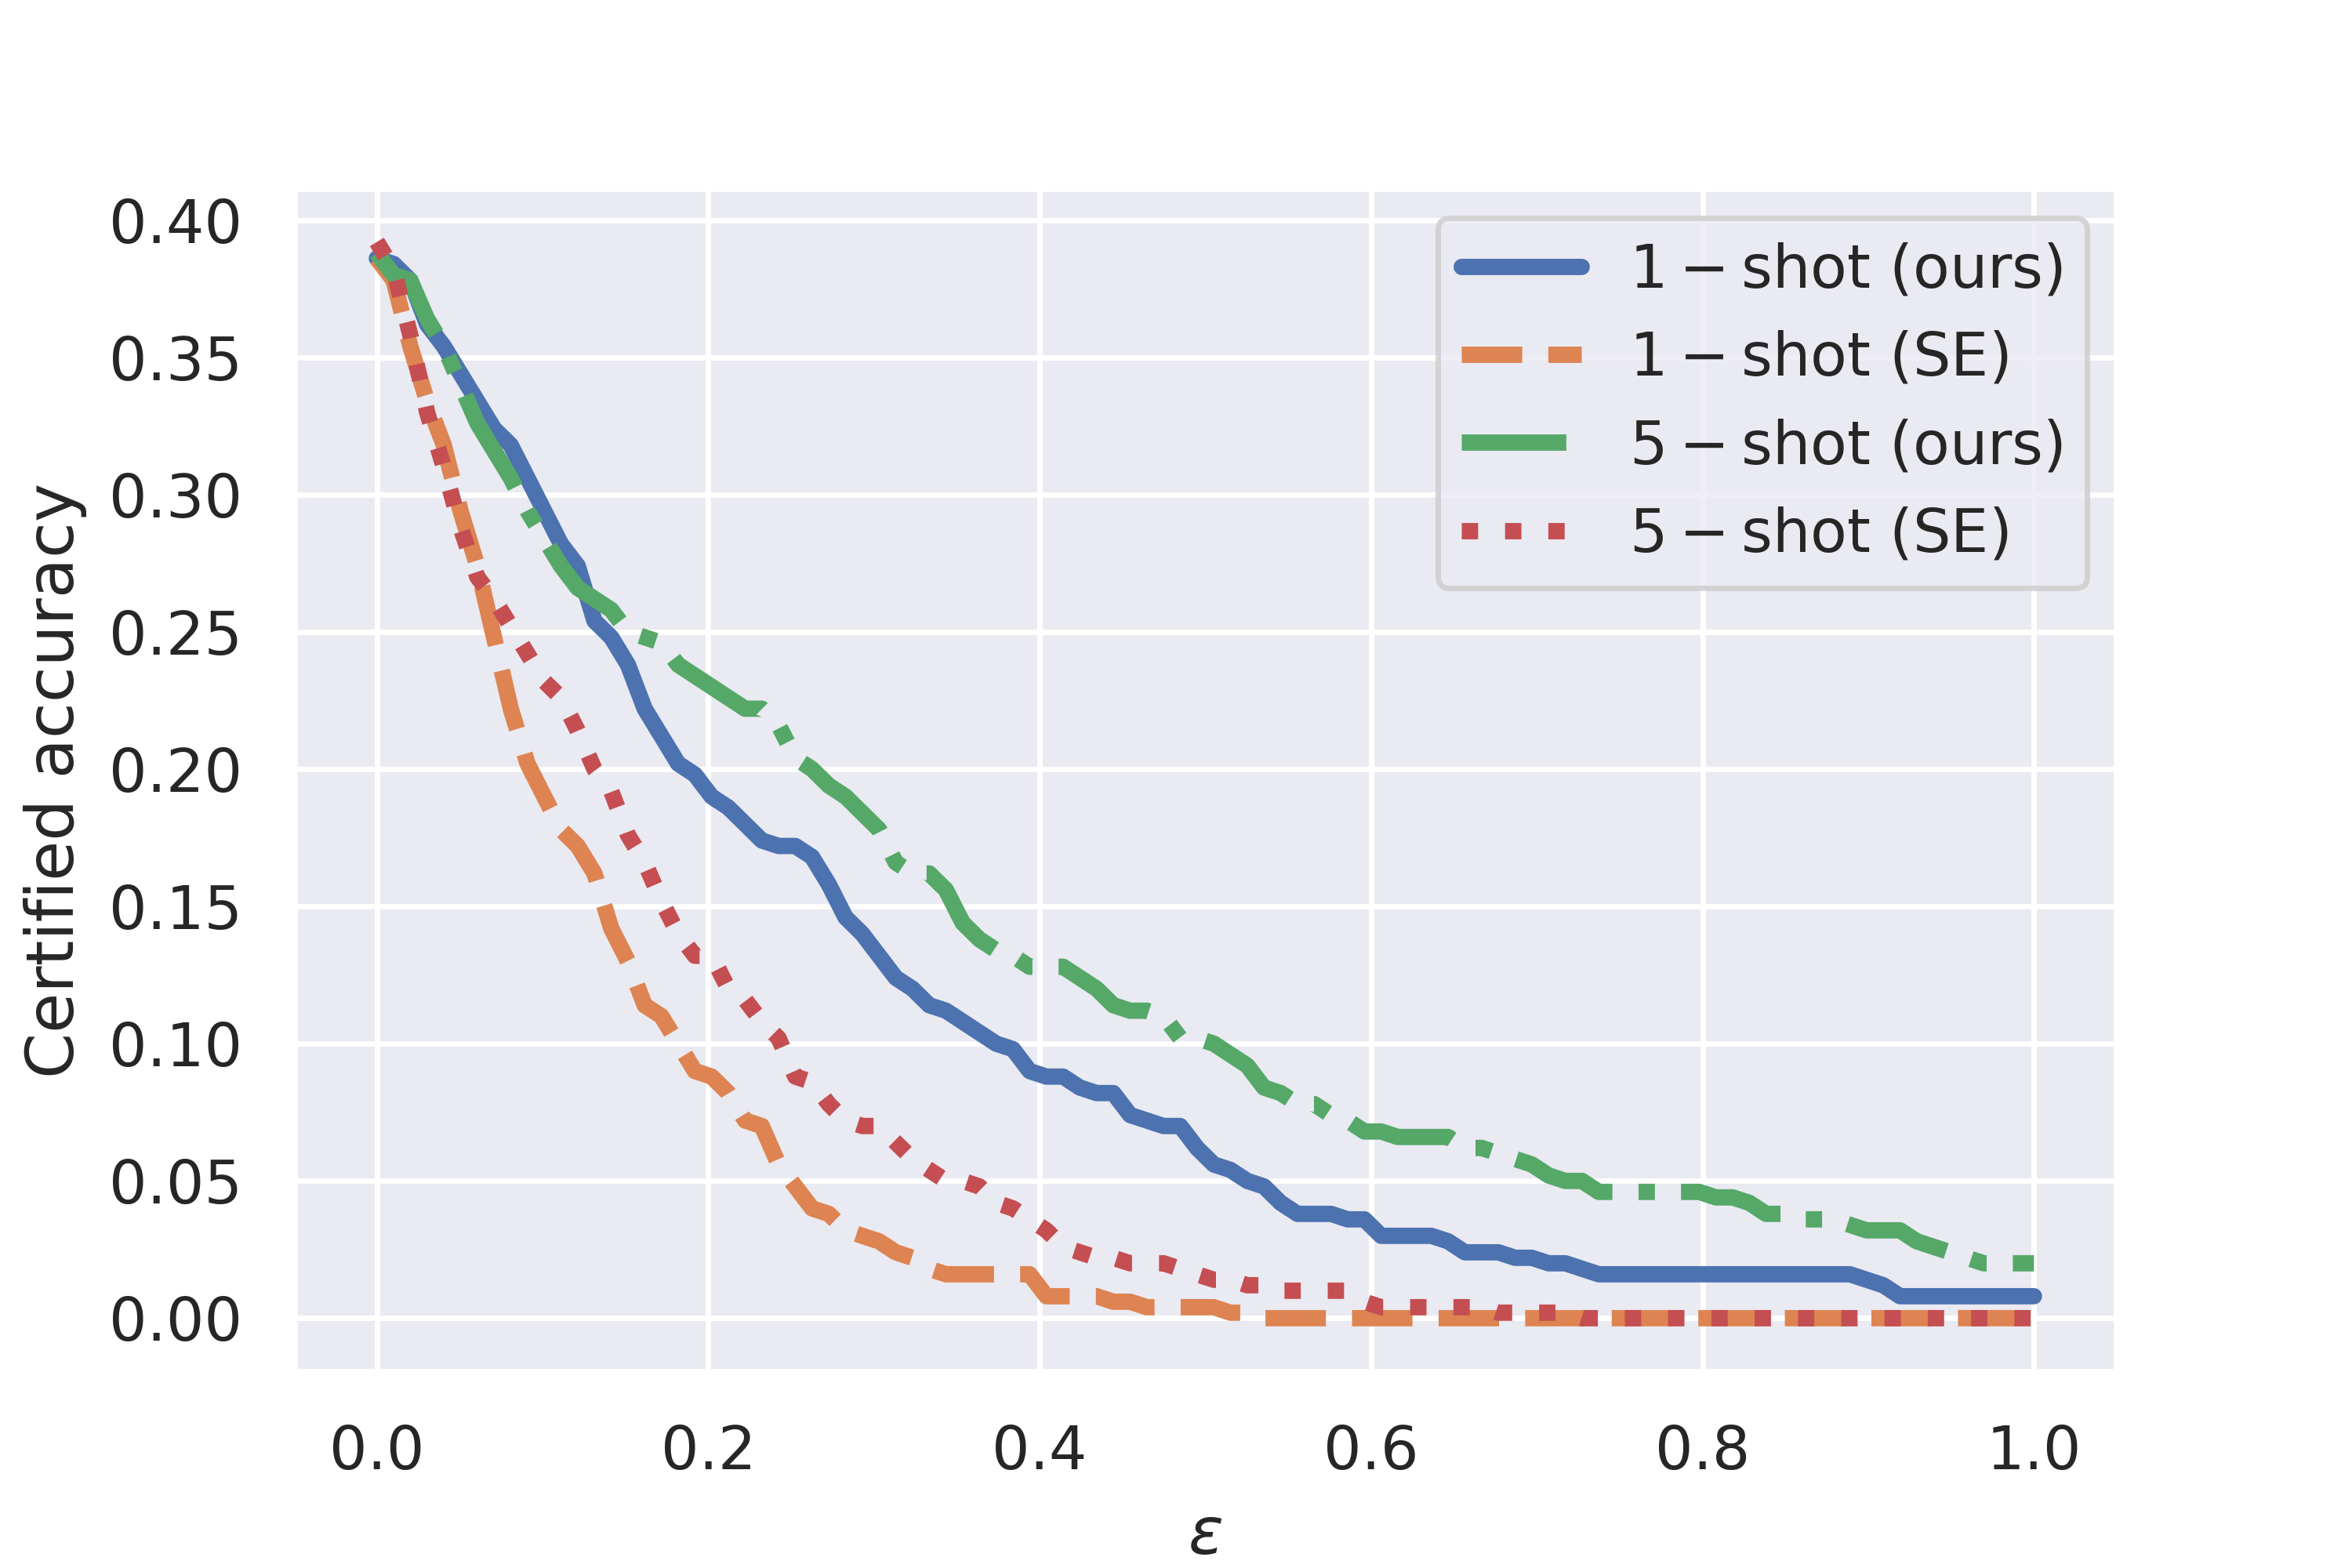 0.40
0.35
0.30
0.25
0.20
0.15
0.10
0.05
0.00
Certified accuracy
1 − shot (ours)
1 − shot (SE)
5 − shot (ours)
5 − shot (SE)
0.0 0.2 0.4 0.6 0.8 1.0
ε